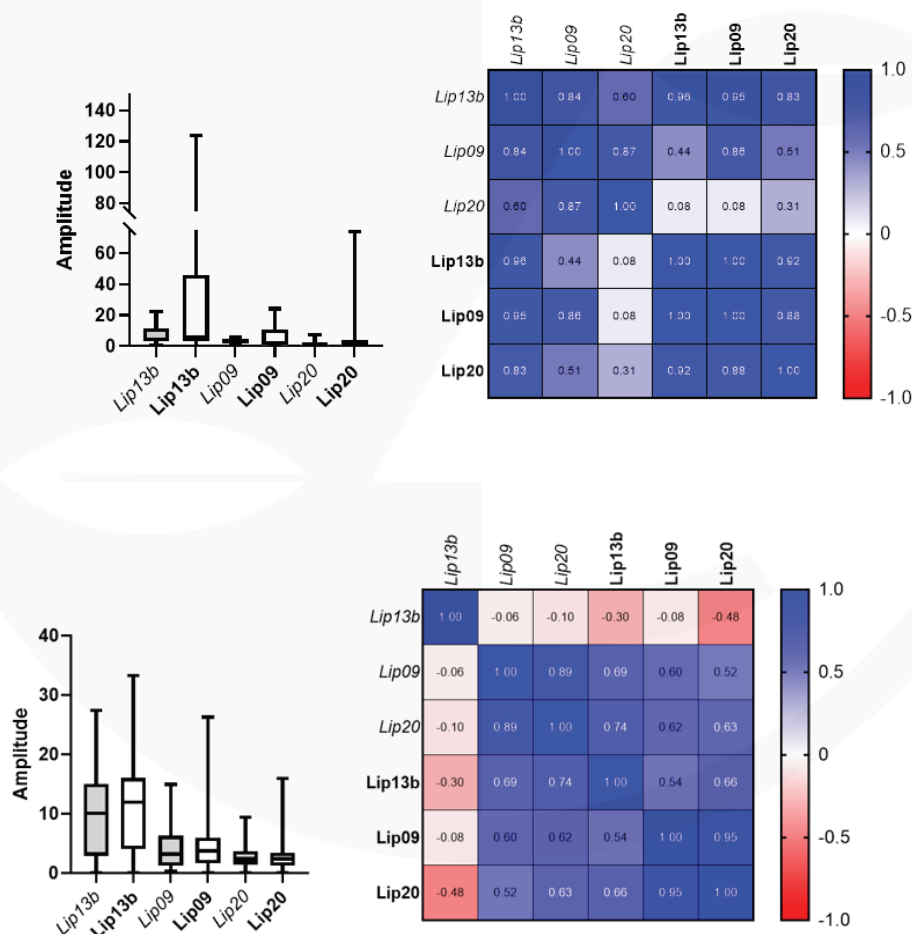 Amplitude
140
120
100
80
60
40
20
0
Lip13b Lip13b Lip09 Lip09 Lip20 Lip20
Lip13b Lip09 Lip20 Lip13b Lip09 Lip20
Lip13b 1.00 0.84 0.60 0.96 0.95 0.83
Lip09 0.84 1.00 0.87 0.44 0.86 0.51
Lip20 0.60 0.87 1.00 0.08 0.08 0.31
Lip13b 0.96 0.44 0.08 1.00 1.00 0.92
Lip09 0.95 0.86 0.08 1.00 1.00 0.88
Lip20 0.83 0.51 0.31 0.92 0.88 1.00
1.0
0.5
0
-0.5
-1.0
Amplitude
40
30
20
10
0
Lip13b Lip13b Lip09 Lip09 Lip20 Lip20
Lip13b Lip09 Lip20 Lip13b Lip09 Lip20
Lip13b 1.00 -0.06 -0.10 -0.30 -0.08 -0.48
Lip09 -0.06 1.00 0.89 0.69 0.60 0.52
Lip20 -0.10 0.89 1.00 0.74 0.62 0.63
Lip13b -0.30 0.69 0.74 1.00 0.54 0.66
Lip09 -0.08 0.60 0.62 0.54 1.00 0.95
Lip20 -0.48 0.52 0.63 0.66 0.95 1.00
1.0
0.5
0
-0.5
-1.0